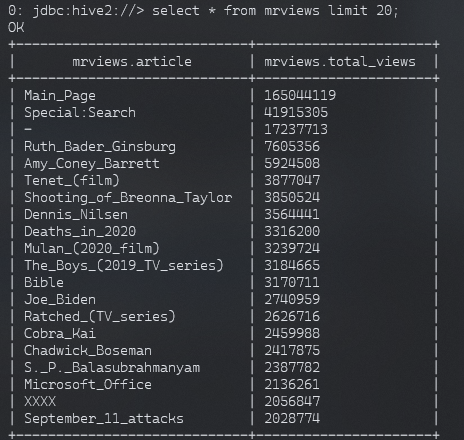 0: jdbc:hive2://> select * from mrviews limit 20;
OK
| mrviews.article | mrviews.total_views |
| Main_Page | 165044119 |
| Special:Search | 41915305 |
| - | 17237713 |
| Ruth_Bader_Ginsburg | 7605356 |
| Amy_Coney_Barrett | 5924508 |
| Tenet_(film) | 3877047 |
| Shooting_of_Breonna_Taylor | 3850524 |
| Dennis_Nilsen | 3564441 |
| Deaths_in_2020 | 3316200 |
| Mulan_(2020_film) | 3239724 |
| The_Boys_(2019_TV_series) | 3184665 |
| Bible | 3170711 |
| Joe_Biden | 2740959 |
| Ratched_(TV_series) | 2626716 |
| Cobra_Kai | 2459988 |
| Chadwick_Boseman | 2417875 |
| S._P._Balasubrahmanyam | 2387782 |
| Microsoft_Office | 2136261 |
| XXXX | 2056847 |
| September_11_attacks | 2028774 |